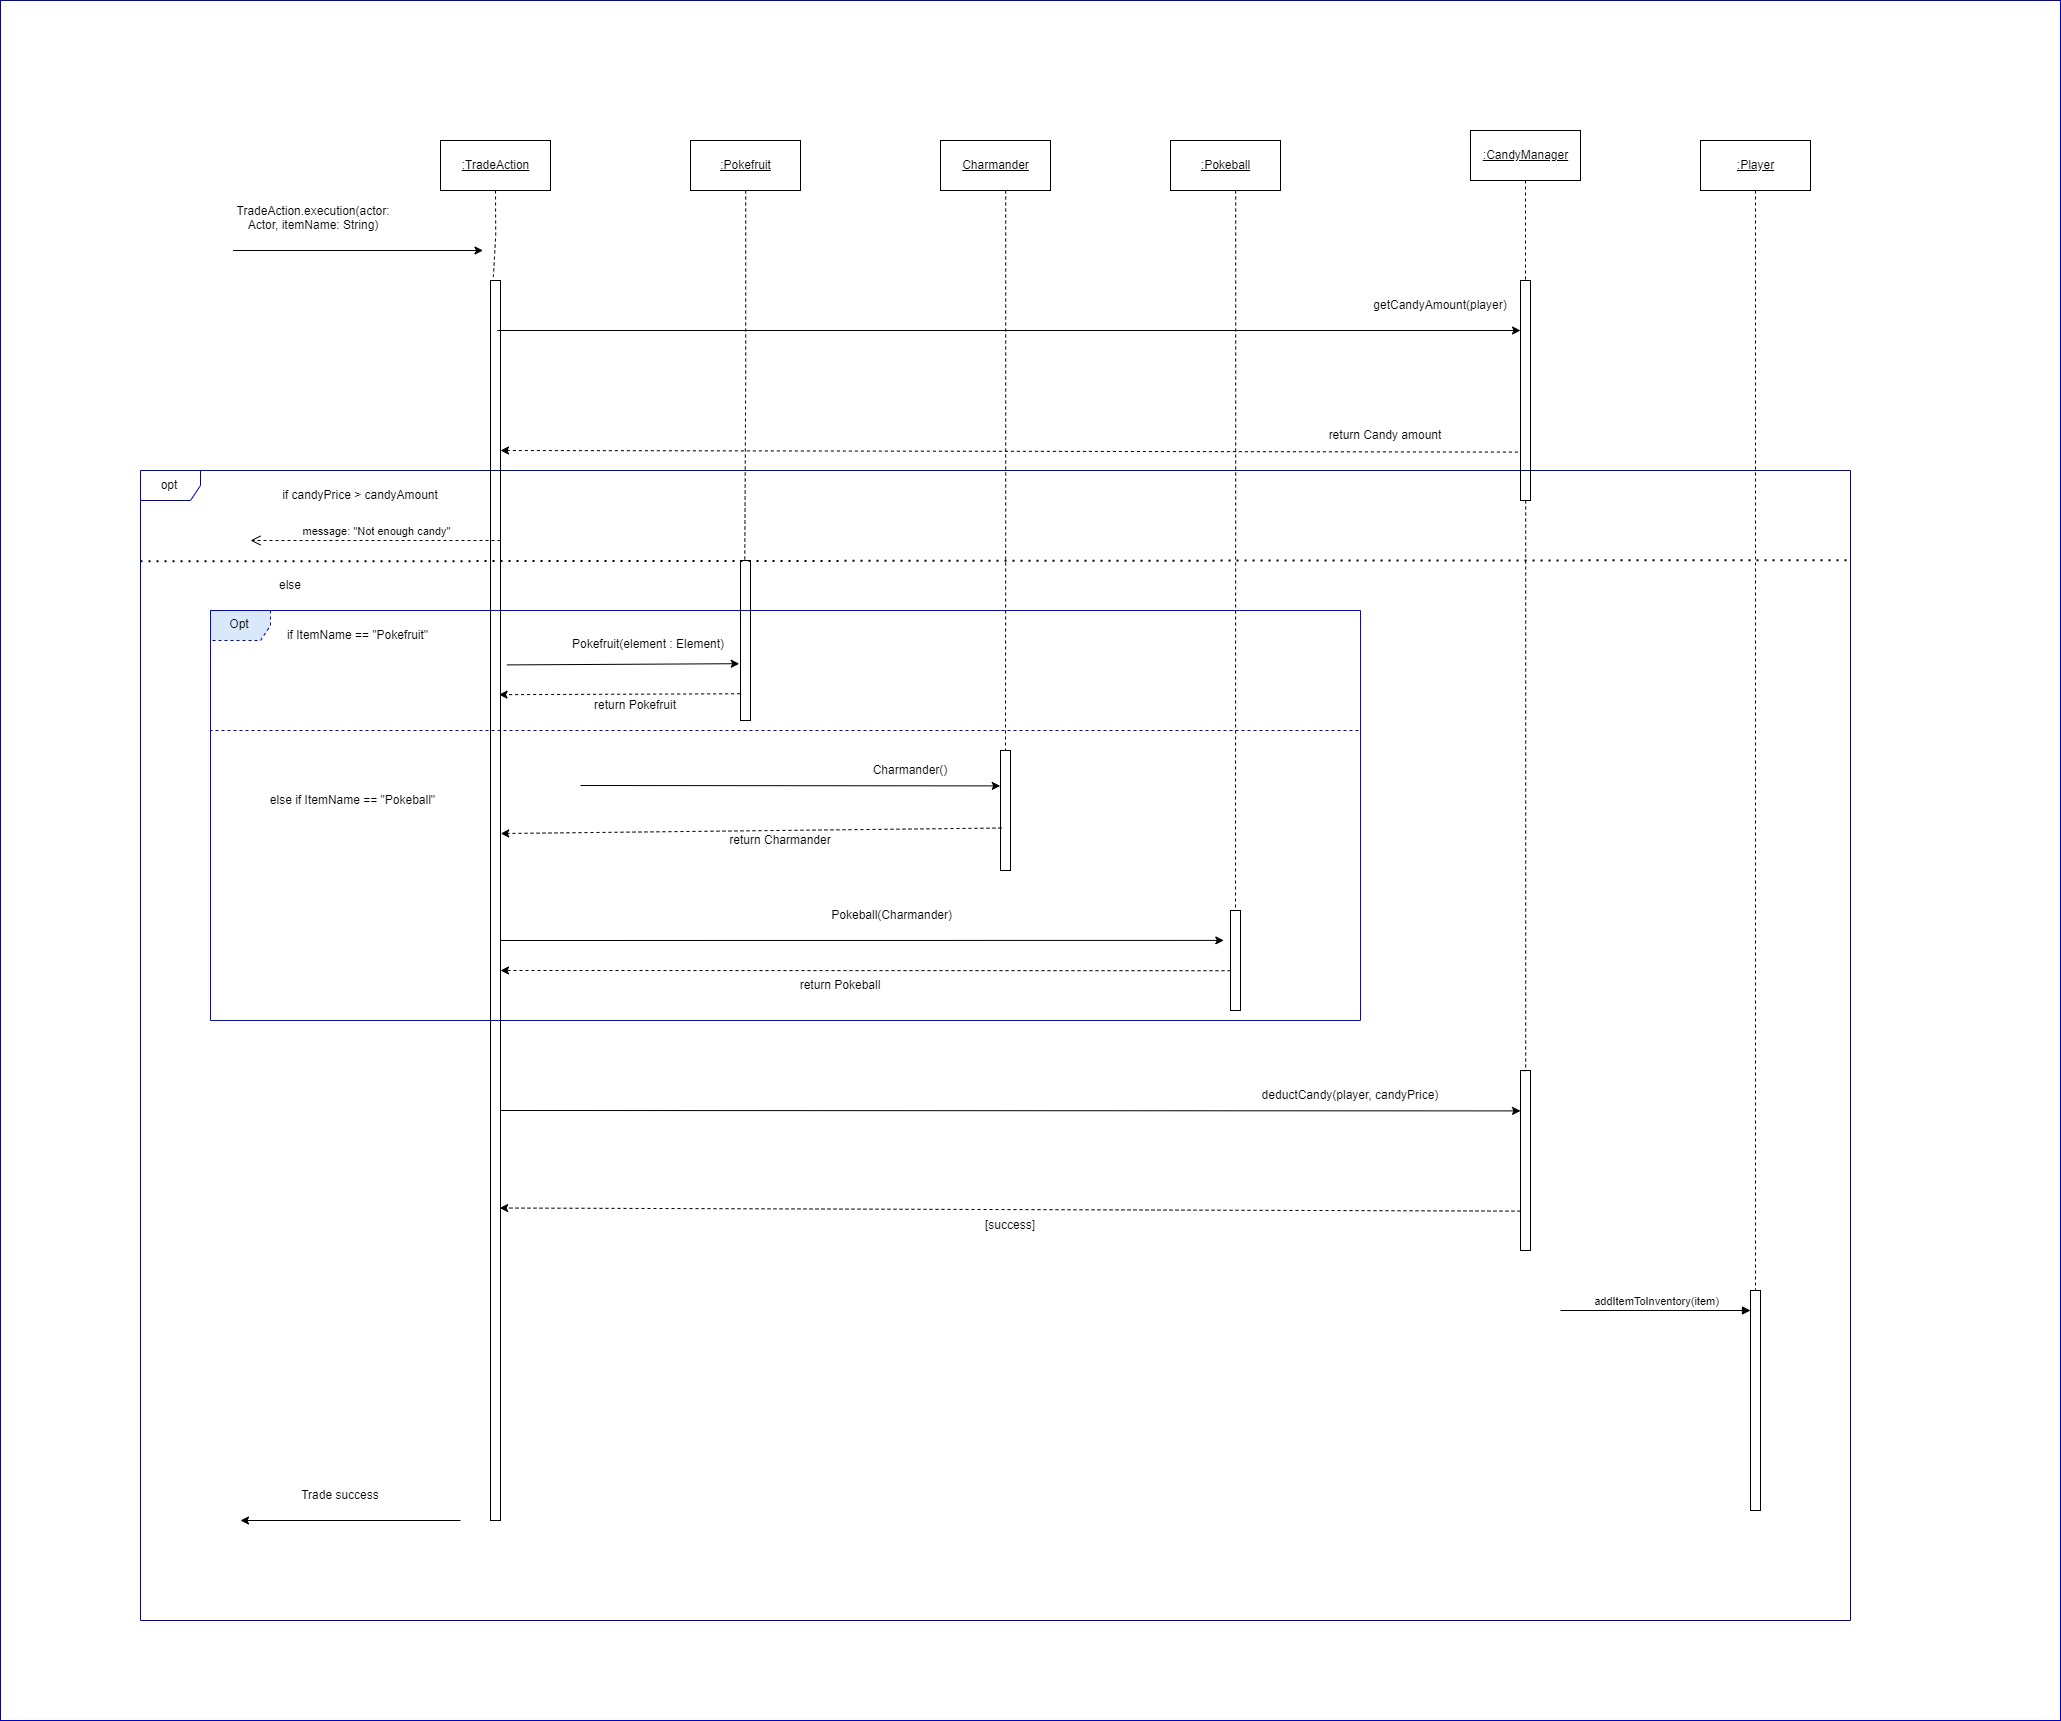 :TradeAction
:Pokefruit
Charmander
:Pokeball
:CandyManager
:Player
TradeAction.execution(actor:
Actor, itemName: String)
getCandyAmount(player)
return Candy amount
opt
if candyPrice > candyAmount
message: "Not enough candy"
else
Opt
if ItemName == "Pokefruit"
Pokefruit(element : Element)
return Pokefruit
Charmander()
else if ItemName == "Pokeball"
return Charmander
Pokeball(Charmander)
return Pokeball
deductCandy(player, candyPrice)
[success]
addItemToInventory(item)
Trade success